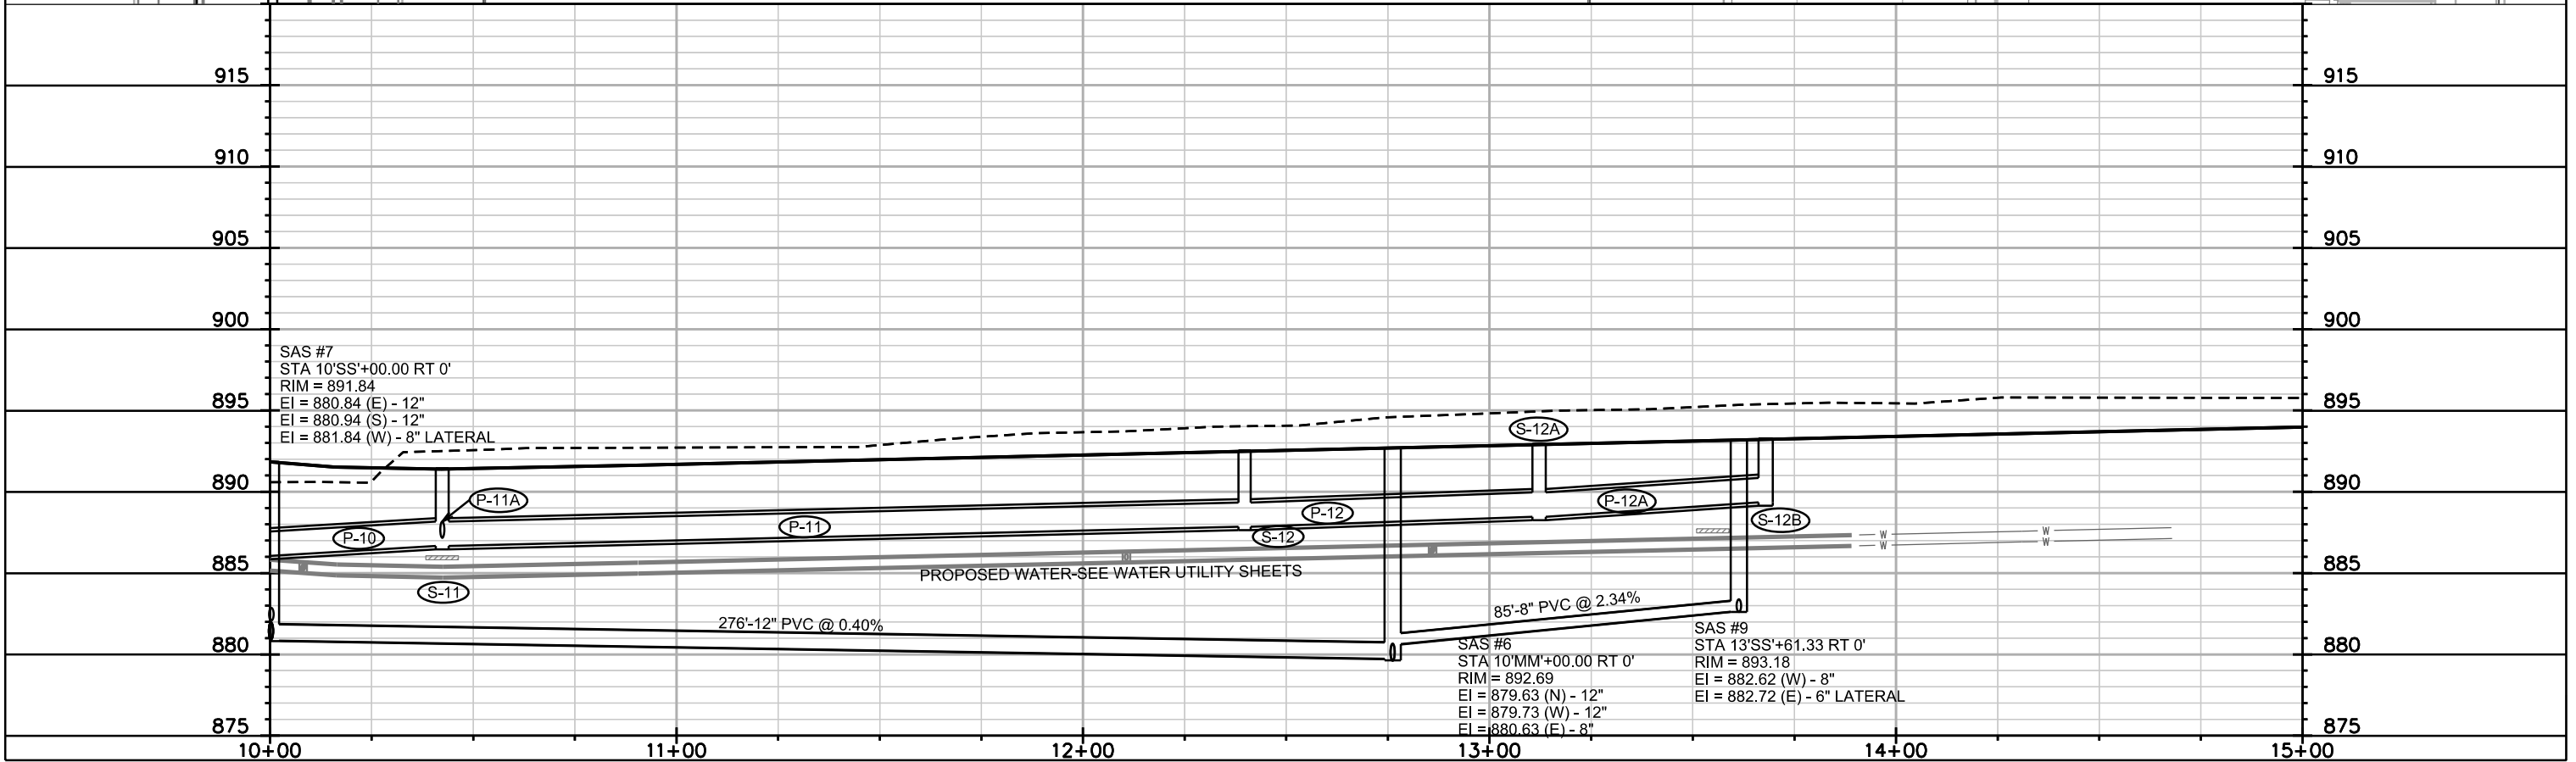 915 915
910 910
905 905
900 900
SAS #7
STA 10'SS'+00.00 RT 0'
RIM = 891.84
EI = 880.84 (E) - 12"
EI = 880.94 (S) - 12"
EI = 881.84 (W) - 8" LATERAL
895 895
S-12A
890 890
P-11A
P-10
P-11
P-12
S-12
P-12A
S-12B
W W
W W
885 885
PROPOSED WATER-SEE WATER UTILITY SHEETS
S-11
276'-12" PVC @ 0.40%
85'-8" PVC @ 2.34%
880 880
SAS #6
STA 10'MM'+00.00 RT 0'
RIM = 892.69
EI = 879.63 (N) - 12"
EI = 879.73 (W) - 12"
EI = 880.63 (E) - 8"
SAS #9
STA 13'SS'+61.33 RT 0'
RIM = 893.18
EI = 882.62 (W) - 8"
EI = 882.72 (E) - 6" LATERAL
875 875
10+00 11+00 12+00 13+00 14+00 15+00